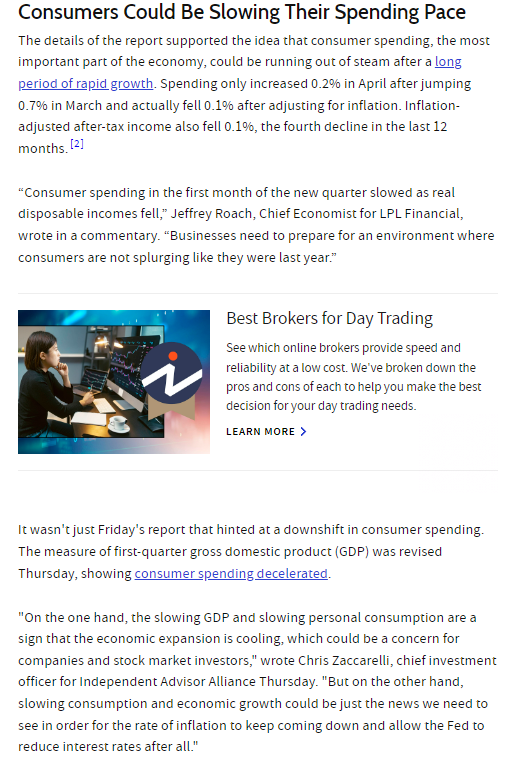 Consumers Could Be Slowing Their Spending Pace
The details of the report supported the idea that consumer spending, the most
important part of the economy, could be running out of steam after a long
period of rapid growth. Spending only increased 0.2% in April after jumping
0.7% in March and actually fell 0.1% after adjusting for inflation. Inflation-
adjusted after-tax income also fell 0.1%, the fourth decline in the last 12
months. [2]
“Consumer spending in the first month of the new quarter slowed as real
disposable incomes fell,” Jeffrey Roach, Chief Economist for LPL Financial,
wrote in a commentary. “Businesses need to prepare for an environment where
consumers are not splurging like they were last year.”
Best Brokers for Day Trading
See which online brokers provide speed and
reliability at a low cost. We've broken down the
pros and cons of each to help you make the best
decision for your day trading needs.
LEARN MORE >
It wasn't just Friday's report that hinted at a downshift in consumer spending.
The measure of first-quarter gross domestic product (GDP) was revised
Thursday, showing consumer spending decelerated.
"On the one hand, the slowing GDP and slowing personal consumption are a
sign that the economic expansion is cooling, which could be a concern for
companies and stock market investors," wrote Chris Zaccarelli, chief investment
officer for Independent Advisor Alliance Thursday. "But on the other hand,
slowing consumption and economic growth could be just the news we need to
see in order for the rate of inflation to keep coming down and allow the Fed to
reduce interest rates after all."